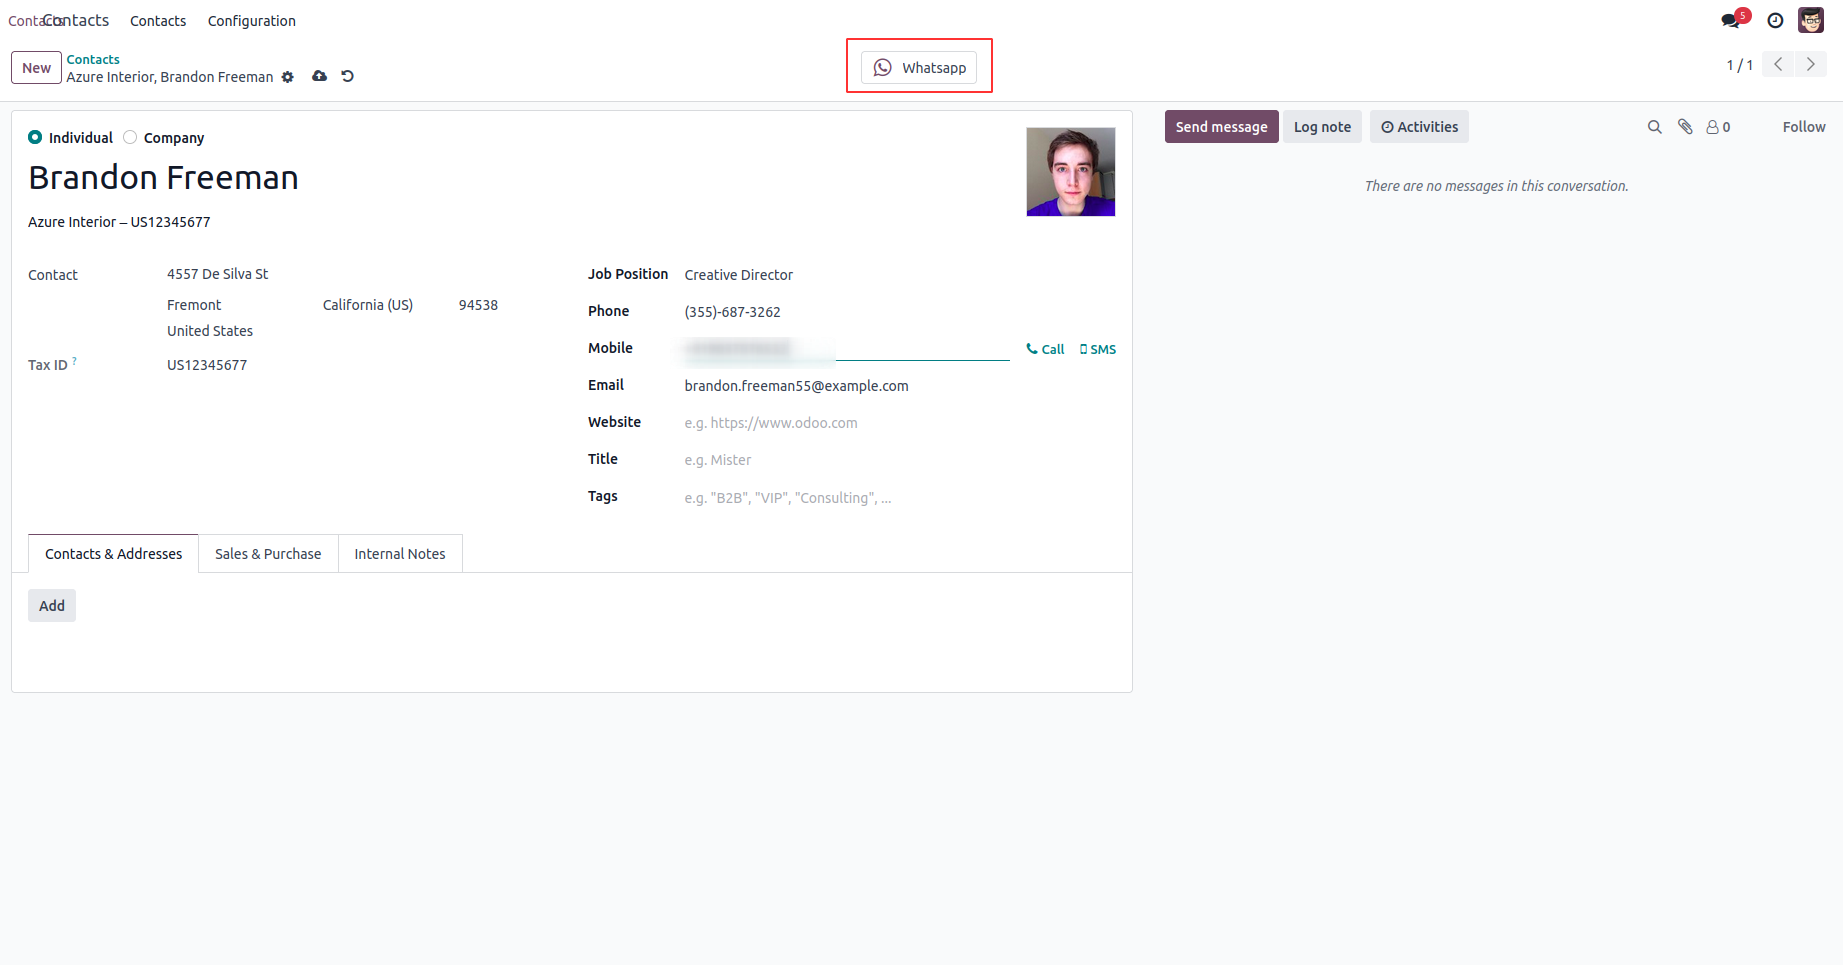 Contacts Contacts Contacts Configuration 5
New Contacts
Azure Interior, Brandon Freeman
Whatsapp
1 / 1
Individual Company
Brandon Freeman
Azure Interior – US12345677
Contact 4557 De Silva St
Fremont California (US) 94538
United States
Tax ID ? US12345677
Job Position Creative Director
Phone (355)-687-3262
Mobile Call SMS
Email brandon.freeman55@example.com
Website e.g. https://www.odoo.com
Title e.g. Mister
Tags e.g. "B2B", "VIP", "Consulting", ...
Contacts & Addresses Sales & Purchase Internal Notes
Add
Send message Log note Activities 0 Follow
There are no messages in this conversation.